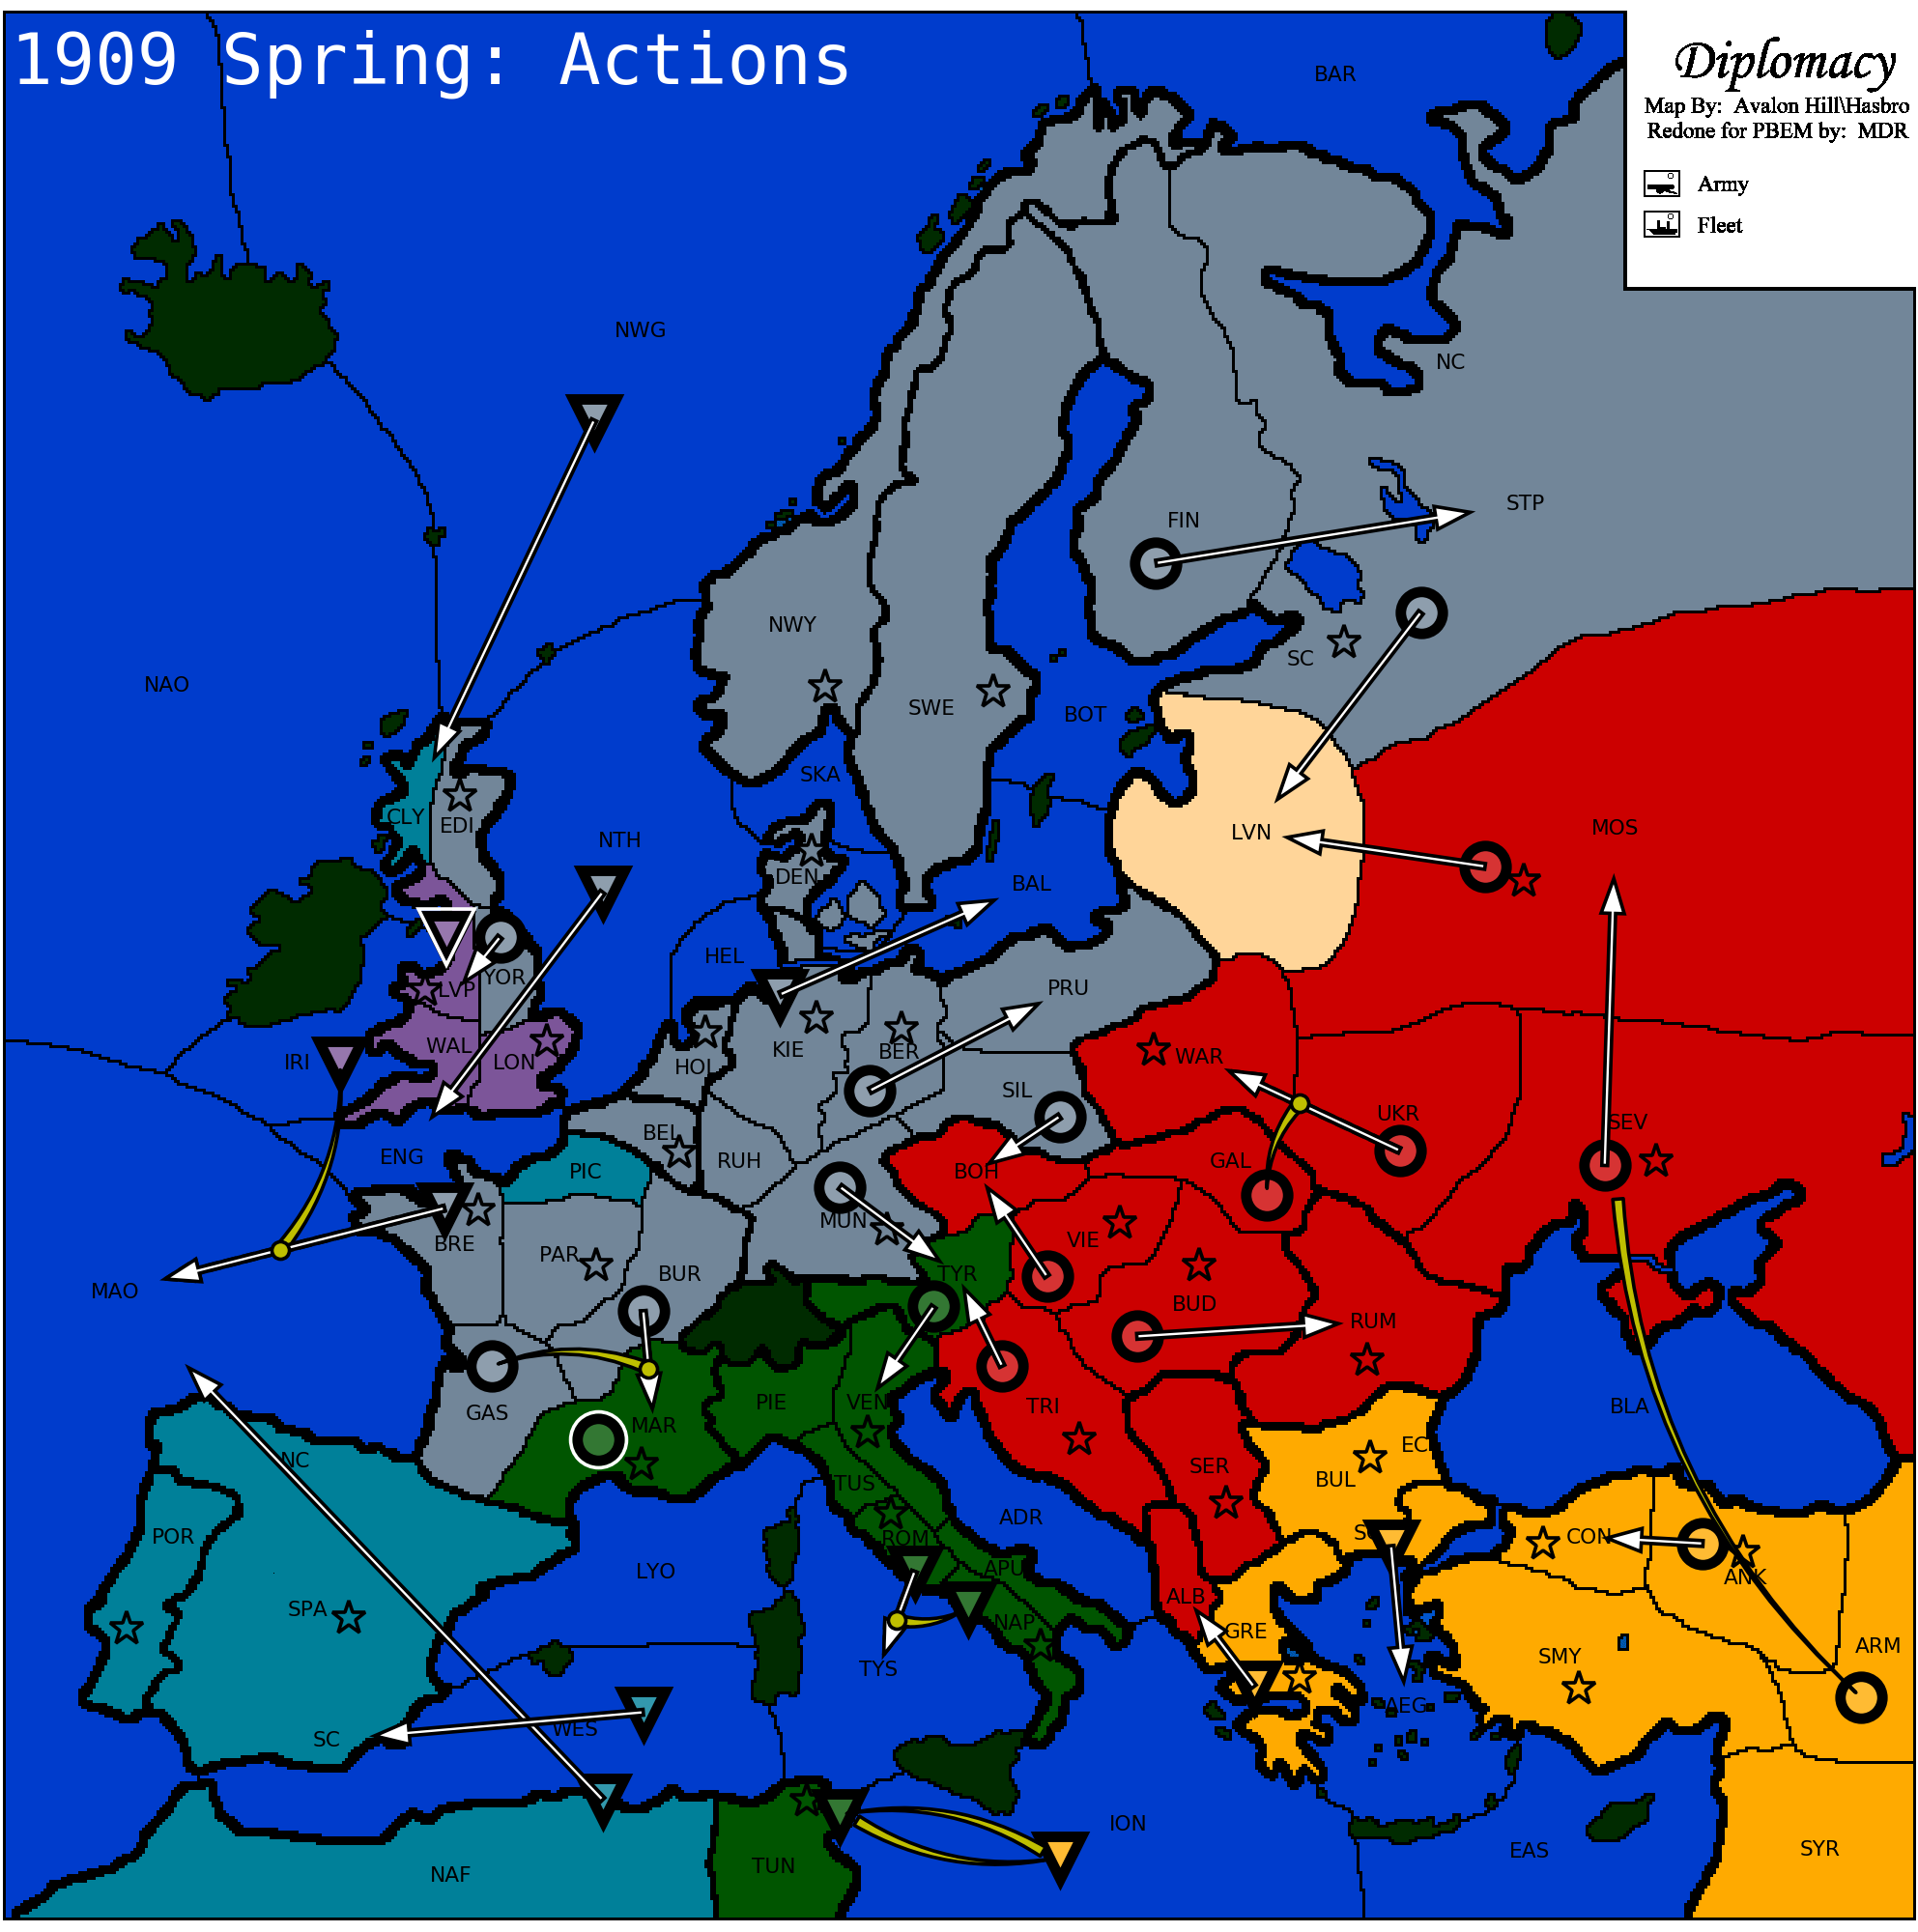 1909 Spring: Actions
Diplomacy
Map By: Avalon Hill\Hasbro
Redone for PBEM by: MDR
Army
Fleet
BAR
NWG
NC
STP
FIN
NWY
SC
NAO
SWE
BOT
SKA
CLY
EDI
NTH
LVN
MOS
DEN
BAL
HEL
YOR
LVP
PRU
WAL
LON
IRI
HOL
KIE
BER
WAR
SIL
UKR
SEV
BEL
ENG
PIC
RUH
BOH
GAL
MUN
VIE
BRE
PAR
BUR
TYR
MAO
BUD
RUM
PIE
VEN
TRI
BLA
GAS
MAR
NC
TUS
SER
BUL
EC
POR
ADR
ROM
SC
CON
LYO
APU
ANK
SPA
NAP
ALB
GRE
TYS
SMY
ARM
SC
WES
AEG
ION
EAS
SYR
NAF
TUN